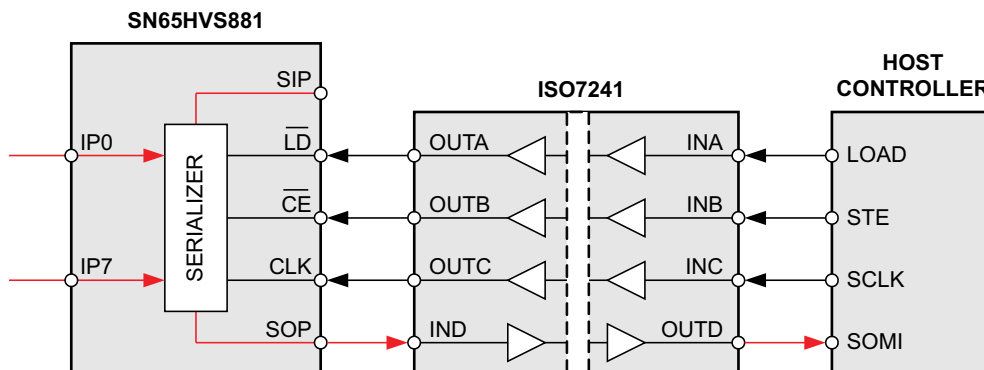 SN65HVS881
HOST
CONTROLLER
ISO7241
SIP
IP0
LD
OUTA
INA
LOAD
SERIALIZER
CE
OUTB
INB
STE
IP7
CLK
OUTC
INC
SCLK
SOP
IND
OUTD
SOMI